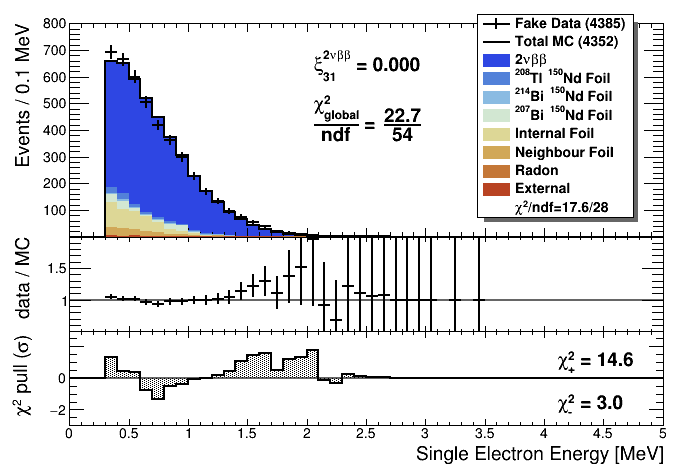 Events / 0.1 MeV
800
700
600
500
400
300
200
100
ξ³¹^2νββ = 0.000
χ²global / ndf = 22.7 / 54
Fake Data (4385)
Total MC (4352)
2νββ
²⁰⁸Tl ¹⁵⁰Nd Foil
²¹⁴Bi ¹⁵⁰Nd Foil
²⁰⁷Bi ¹⁵⁰Nd Foil
Internal Foil
Neighbour Foil
Radon
External
χ²/ndf=17.6/28
data / MC
1.5
1
χ² pull (σ)
0
−2
χ²₊ = 14.6
χ²₋ = 3.0
0 0.5 1 1.5 2 2.5 3 3.5 4 4.5 5
Single Electron Energy [MeV]